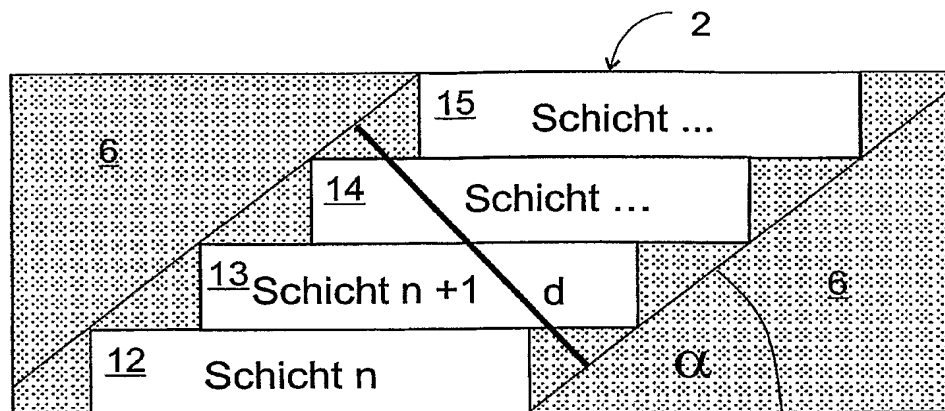 2
15 Schicht ...
6
14 Schicht ...
13 Schicht n +1 d
6
12 Schicht n
α